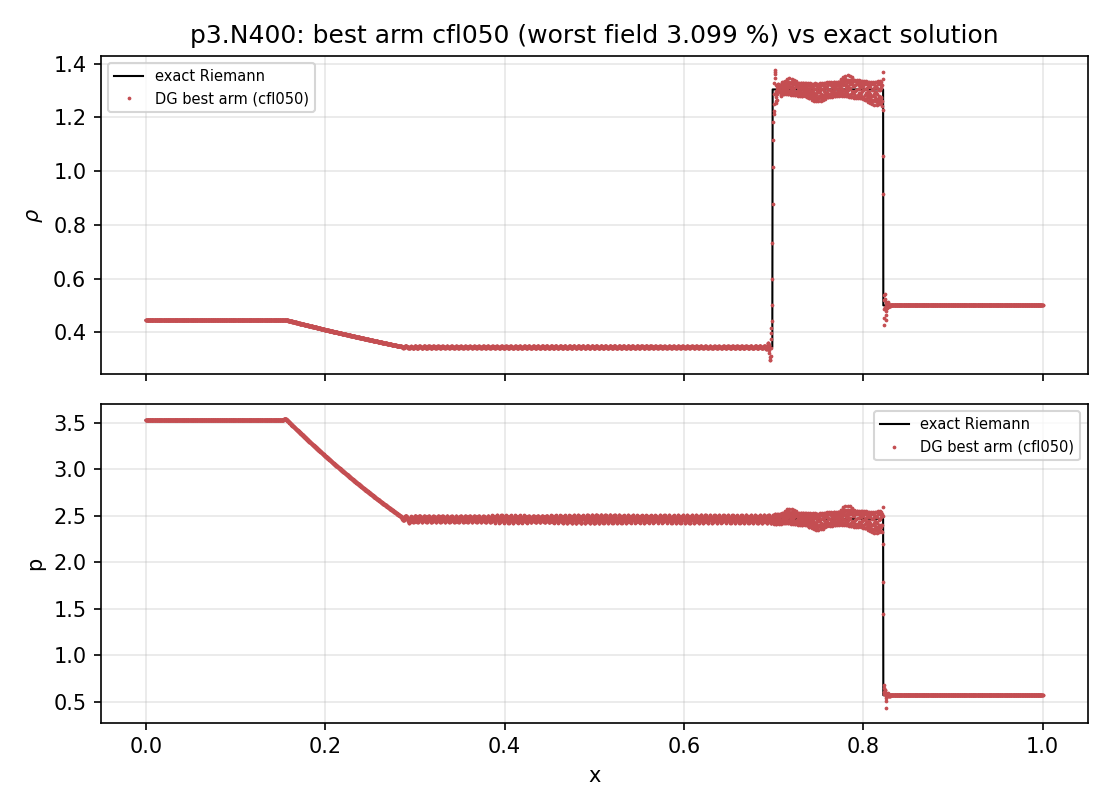 p3.N400: best arm cfl050 (worst field 3.099 %) vs exact solution
exact Riemann
DG best arm (cfl050)
1.4
1.2
1.0
0.8
0.6
0.4
ρ
exact Riemann
DG best arm (cfl050)
3.5
3.0
2.5
2.0
1.5
1.0
0.5
p
0.0 0.2 0.4 0.6 0.8 1.0
x